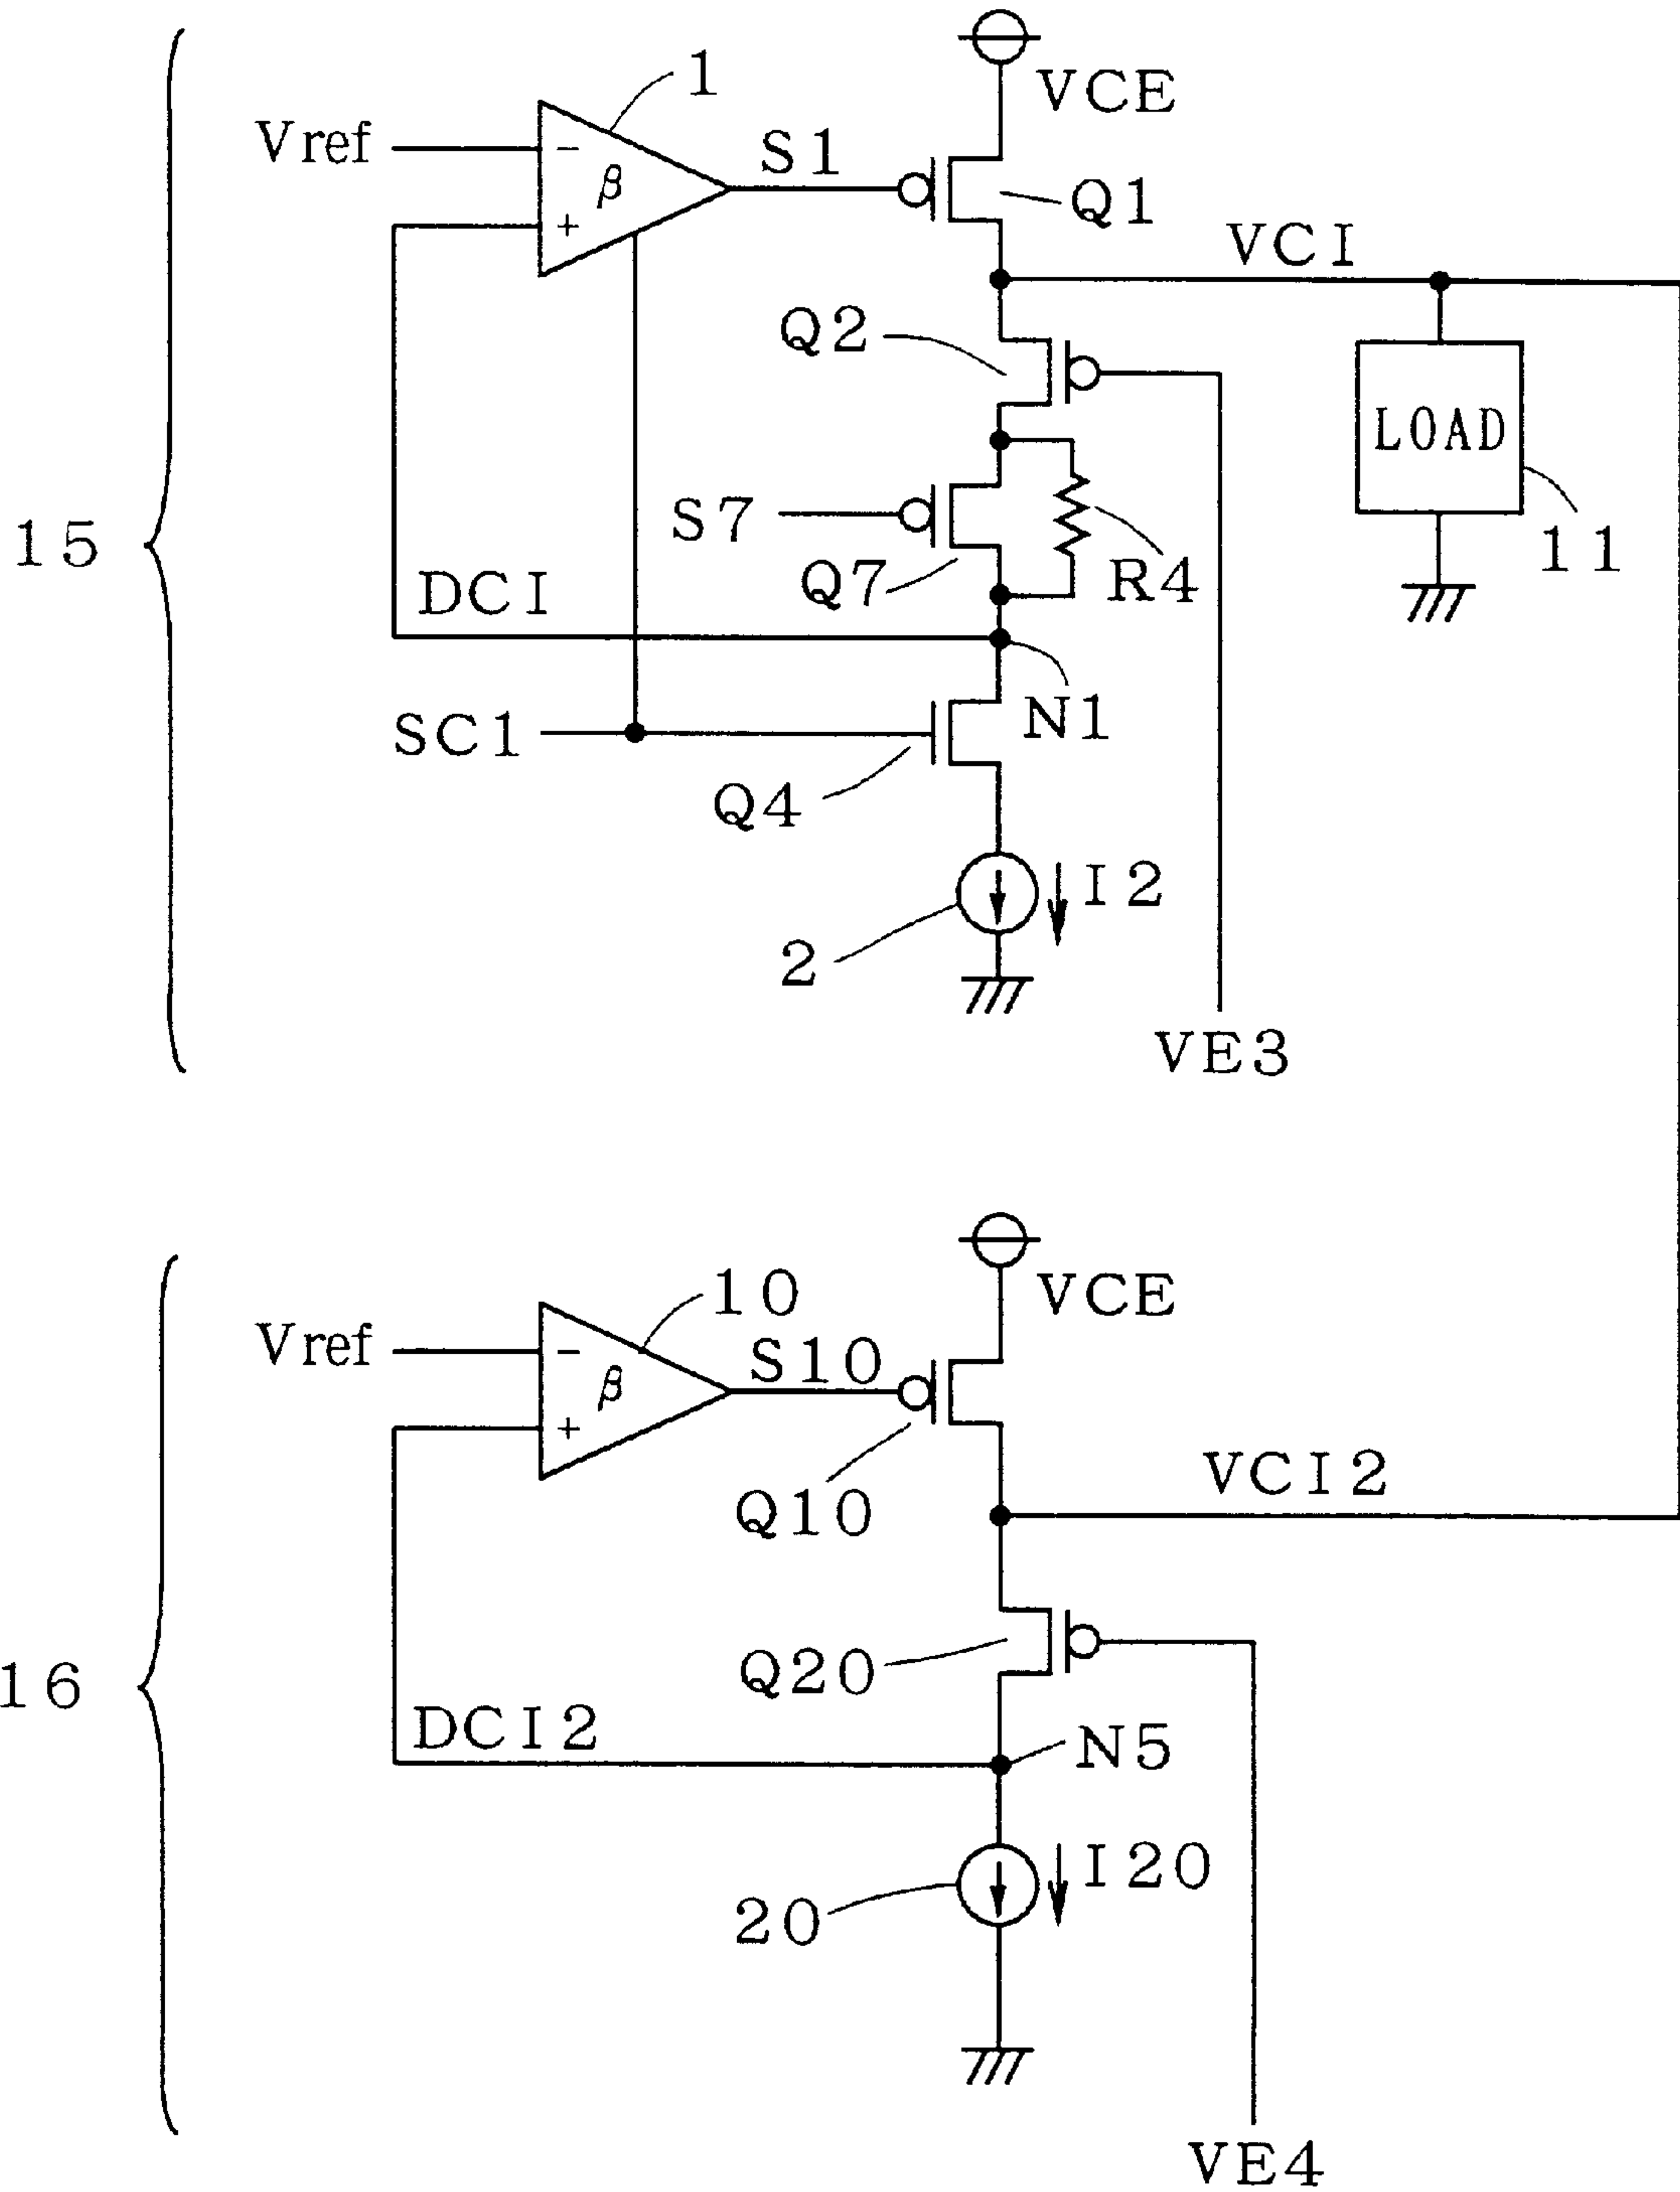 VCE
1
Vref
−
β
+
S1
Q1
VCI
Q2
LOAD
S7
Q7
R4
11
15
DCI
N1
SC1
Q4
I2
2
VE3
VCE
10
Vref
−
β
+
S10
Q10
VCI2
Q20
16
DCI2
N5
I20
20
VE4